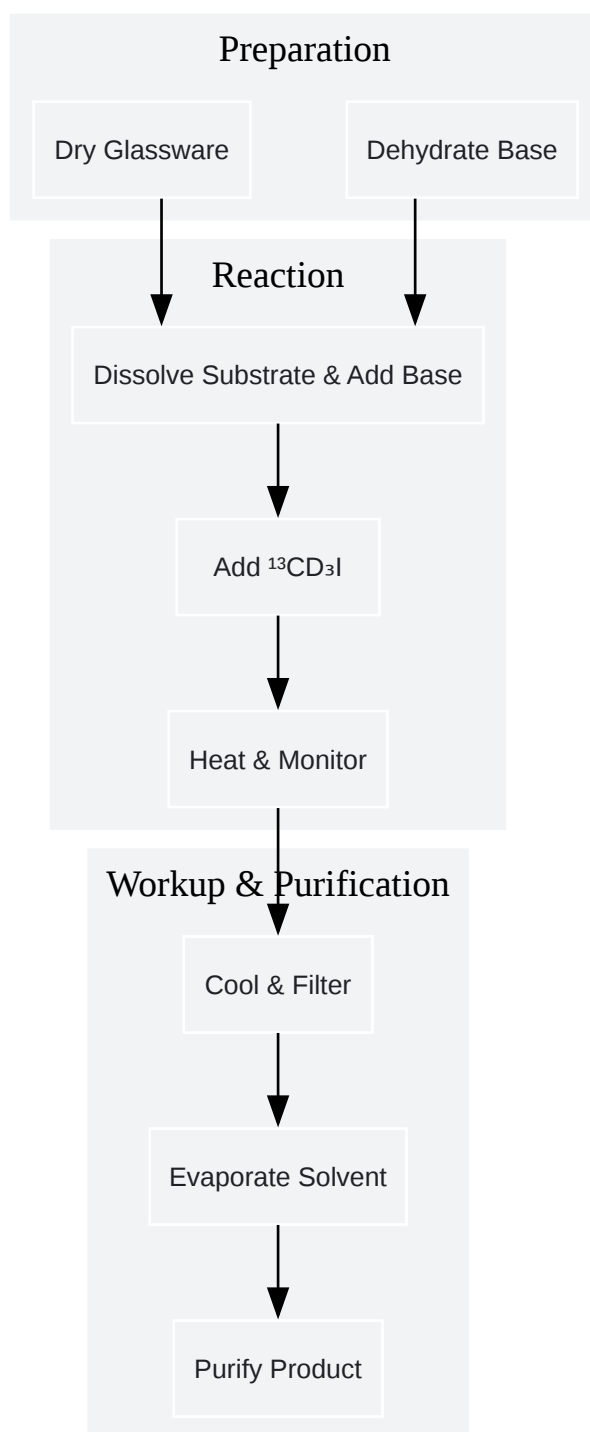 Preparation
Dry Glassware
Dehydrate Base
Reaction
Dissolve Substrate & Add Base
Add ¹³CD₃I
Heat & Monitor
Workup & Purification
Cool & Filter
Evaporate Solvent
Purify Product